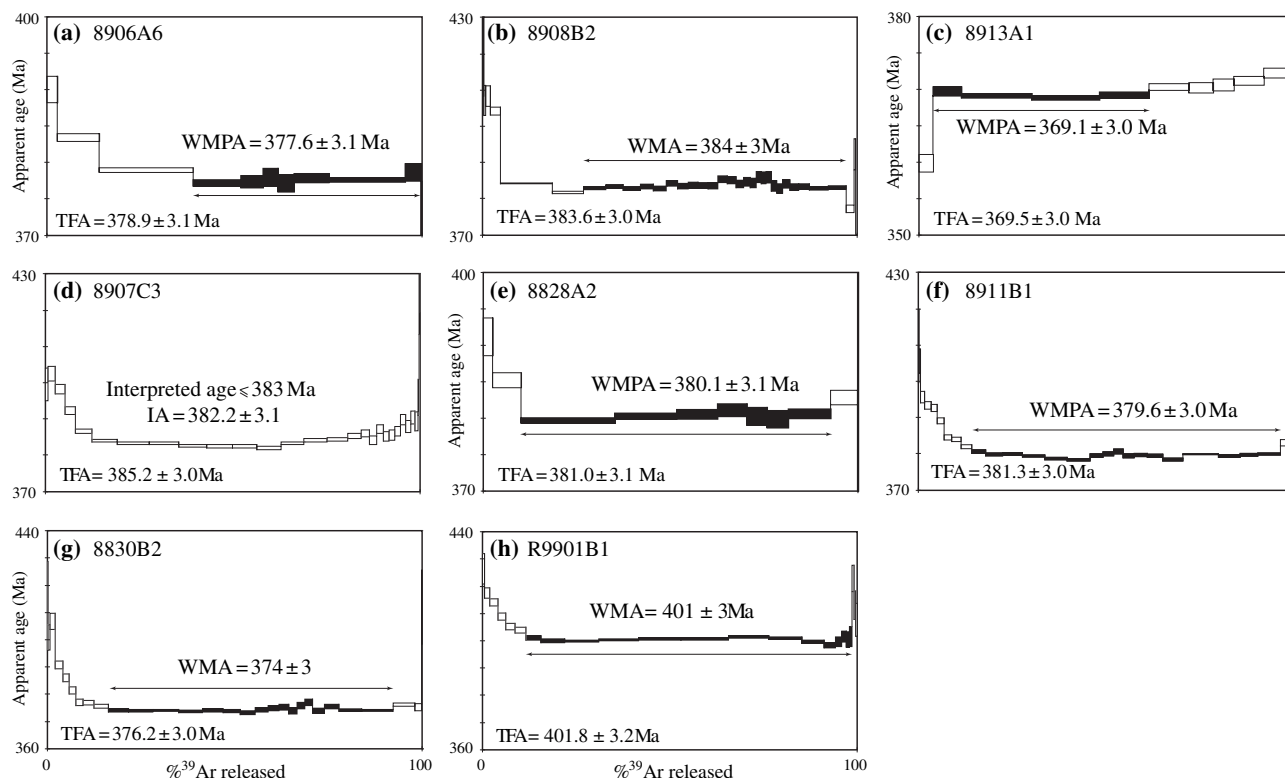 400
(a) 8906A6
Apparent age (Ma)
WMPA = 377.6 ± 3.1 Ma
TFA = 378.9 ± 3.1 Ma
370
430
(b) 8908B2
WMA = 384 ± 3Ma
TFA = 383.6 ± 3.0 Ma
370
380
(c) 8913A1
Apparent age (Ma)
WMPA = 369.1 ± 3.0 Ma
TFA = 369.5 ± 3.0 Ma
350
430
(d) 8907C3
Interpreted age ⩽ 383 Ma
IA = 382.2 ± 3.1
TFA = 385.2 ± 3.0Ma
370
400
(e) 8828A2
Apparent age (Ma)
WMPA = 380.1 ± 3.1 Ma
TFA = 381.0 ± 3.1 Ma
370
430
(f) 8911B1
WMPA = 379.6 ± 3.0 Ma
TFA = 381.3 ± 3.0Ma
370
440
(g) 8830B2
Apparent age (Ma)
WMA = 374 ± 3
TFA = 376.2 ± 3.0 Ma
360
0
%³⁹Ar released
100
440
(h) R9901B1
WMA = 401 ± 3Ma
TFA = 401.8 ± 3.2Ma
360
0
%³⁹Ar released
100